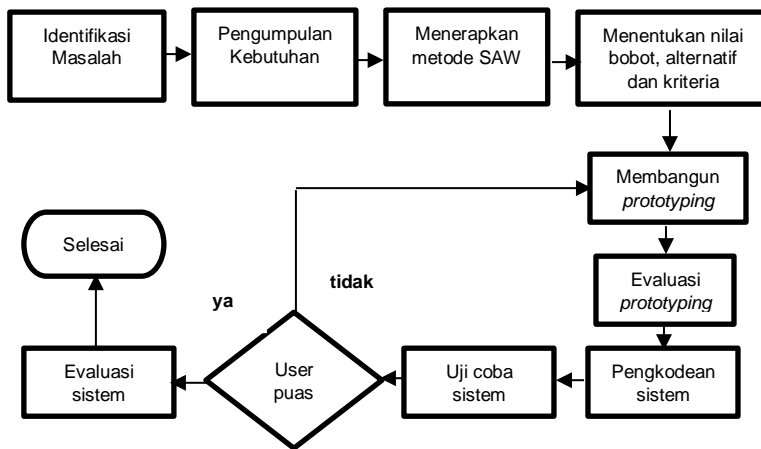 Identifikasi
Masalah
Pengumpulan
Kebutuhan
Menerapkan
metode SAW
Menentukan nilai
bobot, alternatif
dan kriteria
Membangun
prototyping
Evaluasi
prototyping
Pengkodean
sistem
Uji coba
sistem
User
puas
tidak
ya
Evaluasi
sistem
Selesai